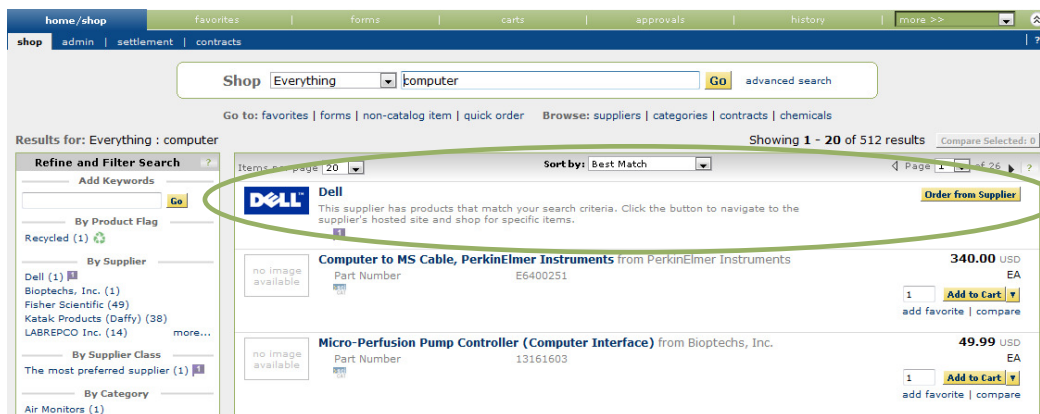 home/shop favorites | forms | carts | approvals | history | more >>
shop admin | settlement | contracts | ?
Shop Everything computer Go advanced search
Go to: favorites | forms | non-catalog item | quick order Browse: suppliers | categories | contracts | chemicals
Results for: Everything : computer Showing 1 - 20 of 512 results Compare Selected: 0
Refine and Filter Search ?
Add Keywords
Go
By Product Flag
Recycled (1)
By Supplier
Dell (1) 1
Bioptechs, Inc. (1)
Fisher Scientific (49)
Katak Products (Daffy) (38)
LABREPCO Inc. (14) more...
By Supplier Class
The most preferred supplier (1) 1
By Category
Air Monitors (1)
Items per page 20 Sort by: Best Match Page 1 of 26 ?
DELL Dell Order from Supplier
This supplier has products that match your search criteria. Click the button to navigate to the
supplier's hosted site and shop for specific items.
1
no image available
Computer to MS Cable, PerkinElmer Instruments from PerkinElmer Instruments 340.00 USD
Part Number E6400251 EA
1 Add to Cart
add favorite | compare
no image available
Micro-Perfusion Pump Controller (Computer Interface) from Bioptechs, Inc. 49.99 USD
Part Number 13161603 EA
1 Add to Cart
add favorite | compare